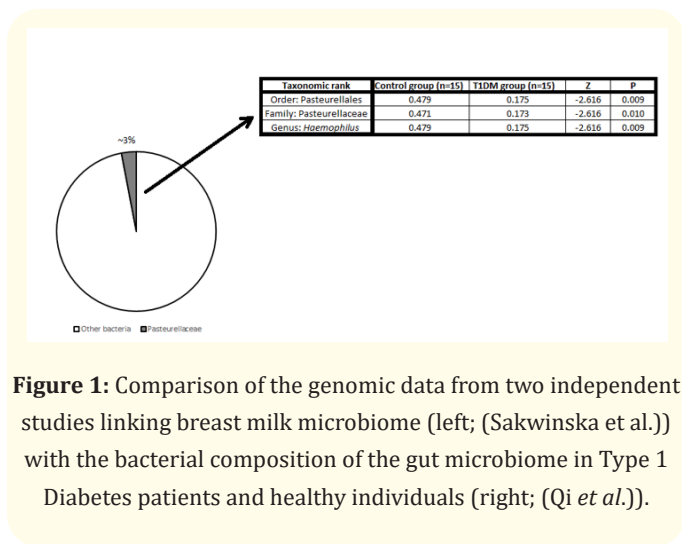 Taxonomic rank Control group (n=15) T1DM group (n=15) Z P
Order: Pasteurellales 0.479 0.175 -2.616 0.009
Family: Pasteurellaceae 0.471 0.173 -2.616 0.010
Genus: Haemophilus 0.479 0.175 -2.616 0.009
~3%
Other bacteria Pasteurellaceae
Figure 1: Comparison of the genomic data from two independent
studies linking breast milk microbiome (left; (Sakwinska et al.))
with the bacterial composition of the gut microbiome in Type 1
Diabetes patients and healthy individuals (right; (Qi et al.)).